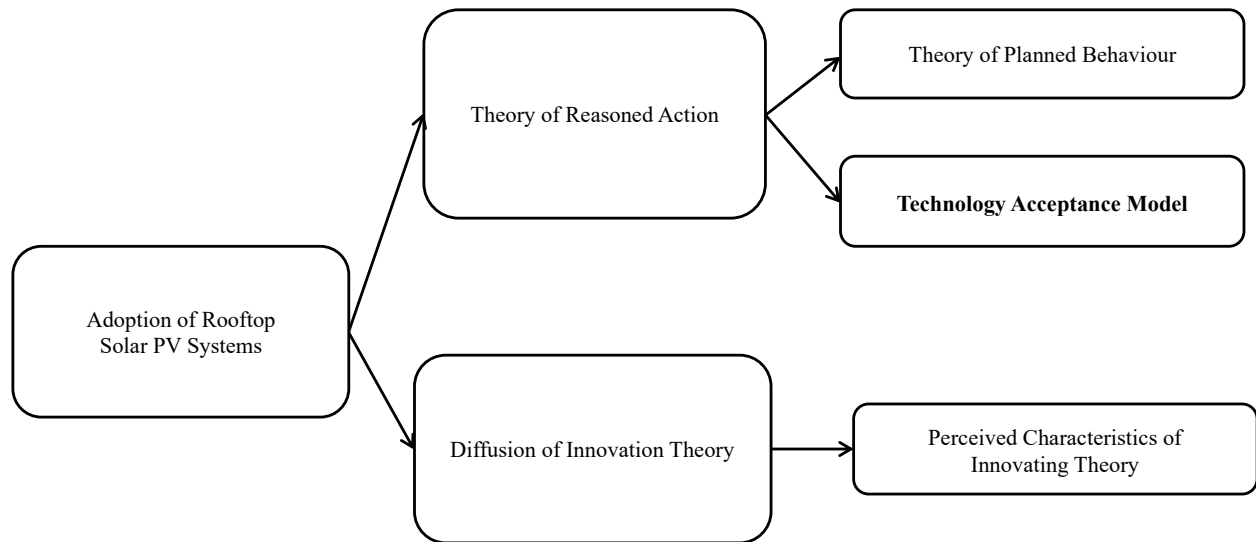 Theory of Planned Behaviour
Theory of Reasoned Action
Technology Acceptance Model
Adoption of Rooftop
Solar PV Systems
Diffusion of Innovation Theory
Perceived Characteristics of
Innovating Theory